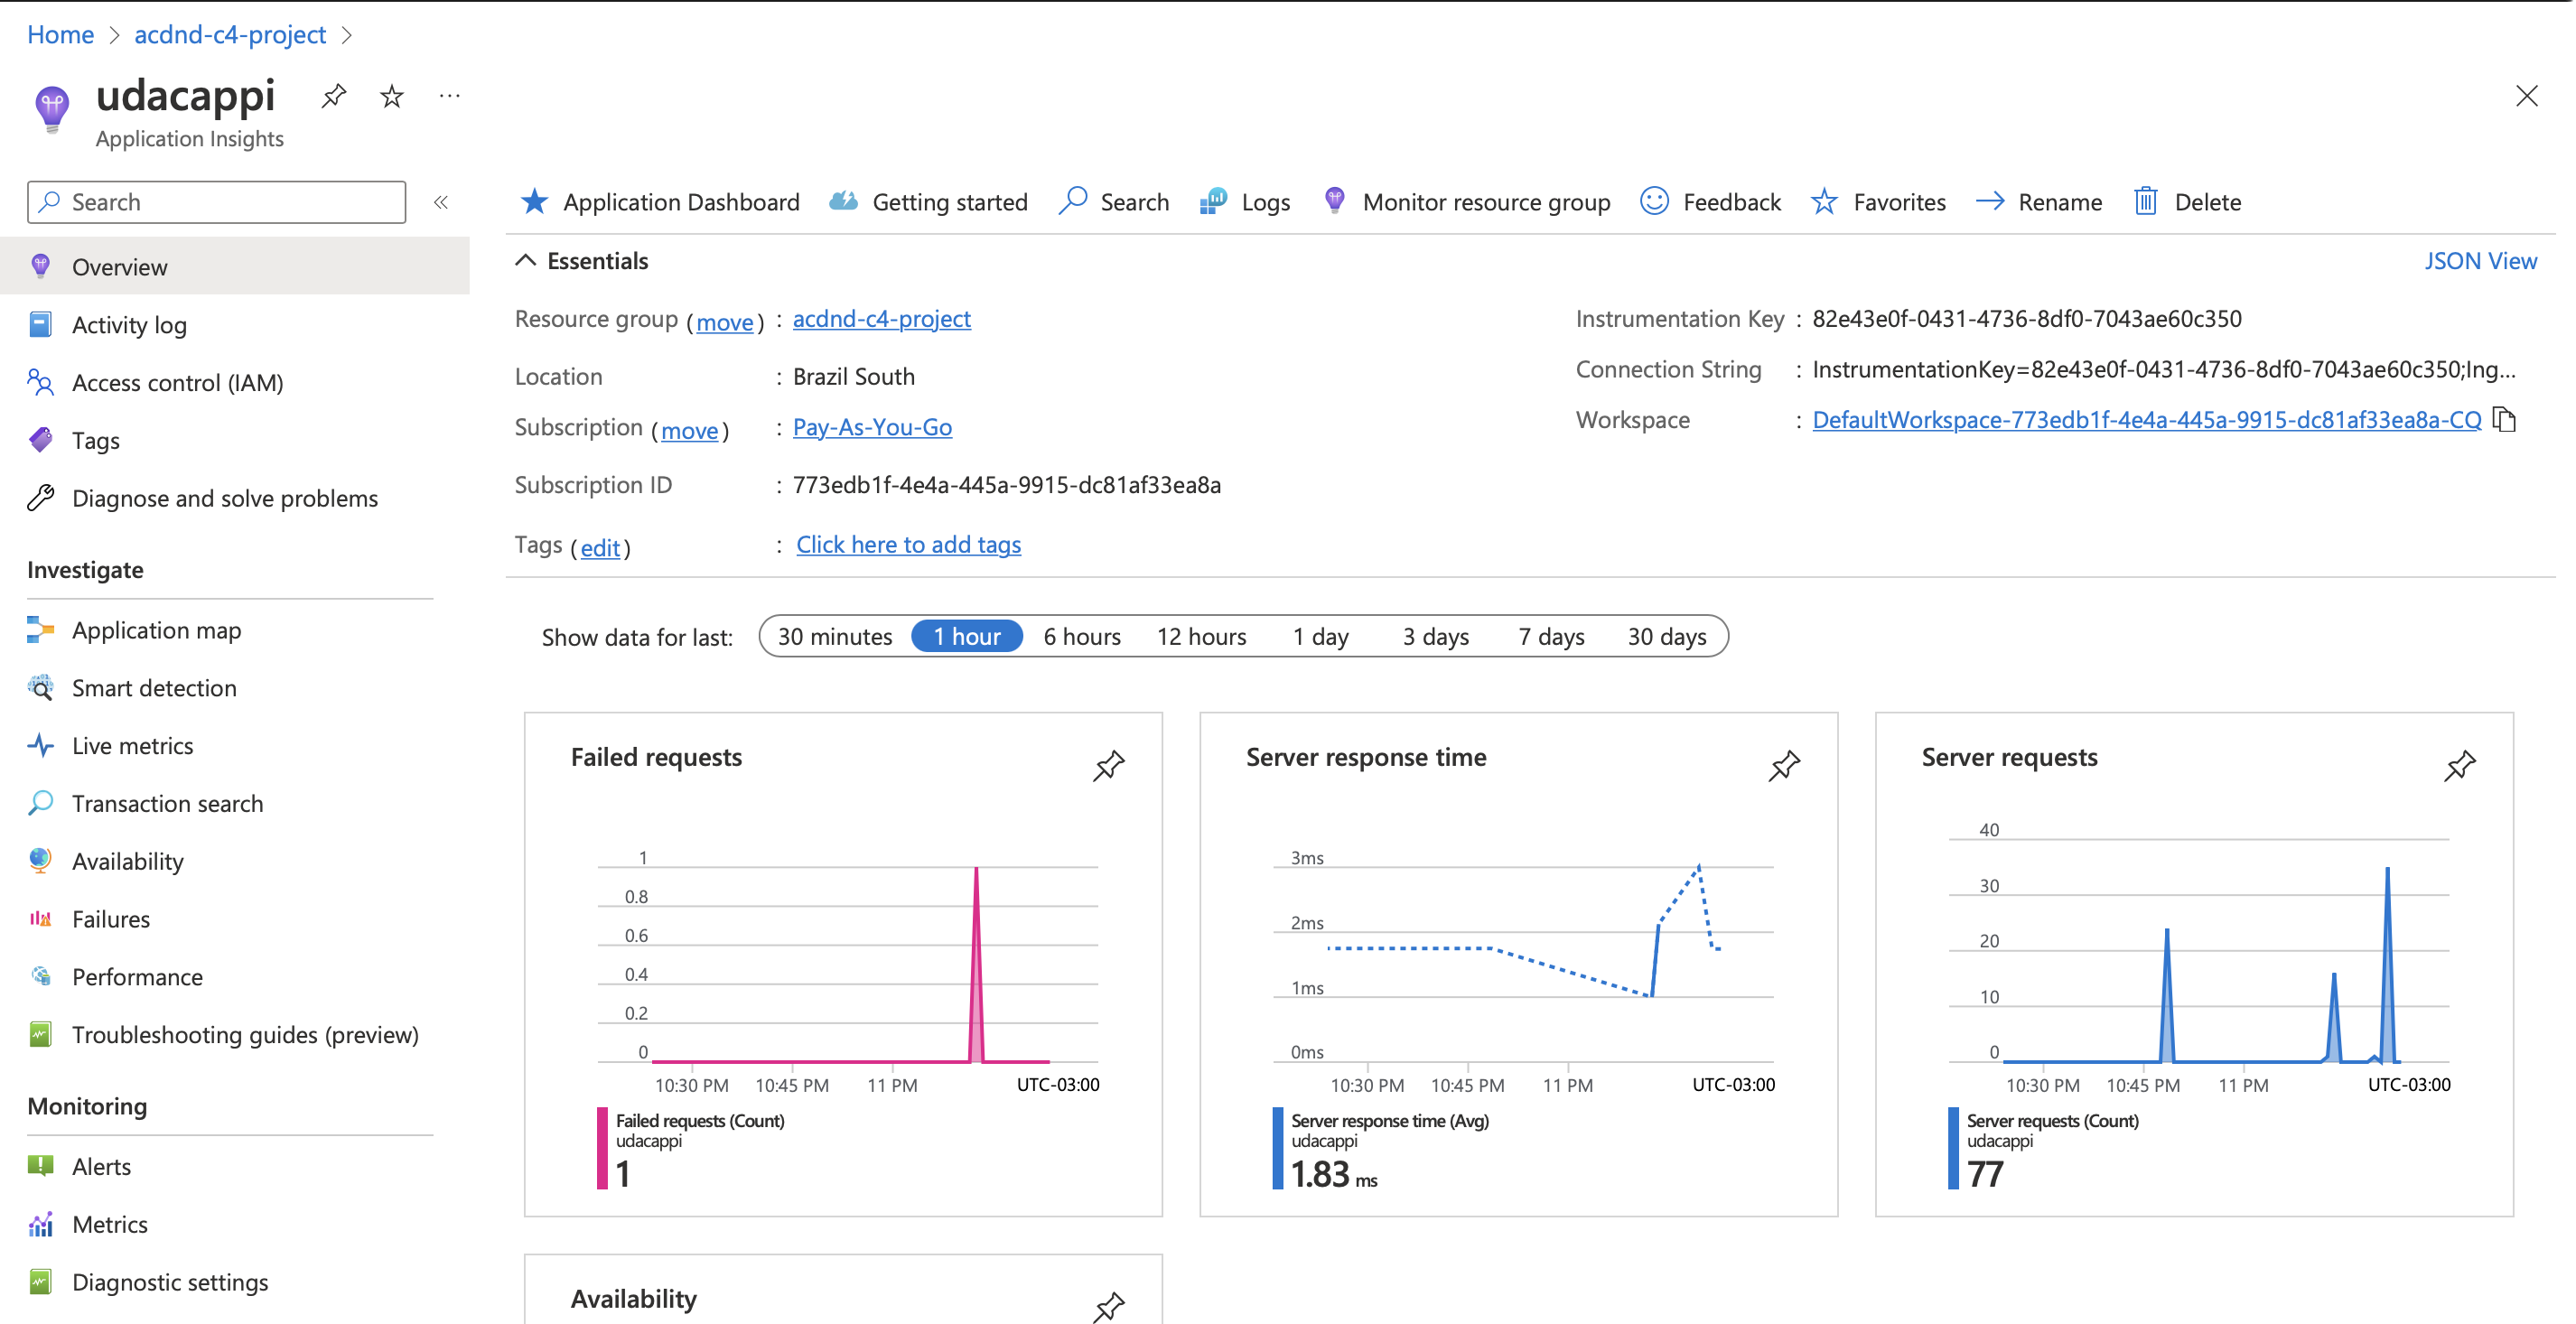 Home > acdnd-c4-project >
udacappi
Application Insights
Search
«
Application Dashboard
Getting started
Search
Logs
Monitor resource group
Feedback
Favorites
Rename
Delete
Overview
Activity log
Access control (IAM)
Tags
Diagnose and solve problems
Investigate
Application map
Smart detection
Live metrics
Transaction search
Availability
Failures
Performance
Troubleshooting guides (preview)
Monitoring
Alerts
Metrics
Diagnostic settings
Essentials
JSON View
Resource group (move) : acdnd-c4-project
Location : Brazil South
Subscription (move) : Pay-As-You-Go
Subscription ID : 773edb1f-4e4a-445a-9915-dc81af33ea8a
Tags (edit) : Click here to add tags
Instrumentation Key : 82e43e0f-0431-4736-8df0-7043ae60c350
Connection String : InstrumentationKey=82e43e0f-0431-4736-8df0-7043ae60c350;Ing...
Workspace : DefaultWorkspace-773edb1f-4e4a-445a-9915-dc81af33ea8a-CQ
Show data for last: 30 minutes 1 hour 6 hours 12 hours 1 day 3 days 7 days 30 days
Failed requests
1
0.8
0.6
0.4
0.2
0
10:30 PM 10:45 PM 11 PM UTC-03:00
Failed requests (Count)
udacappi
1
Server response time
3ms
2ms
1ms
0ms
10:30 PM 10:45 PM 11 PM UTC-03:00
Server response time (Avg)
udacappi
1.83 ms
Server requests
40
30
20
10
0
10:30 PM 10:45 PM 11 PM UTC-03:00
Server requests (Count)
udacappi
77
Availability